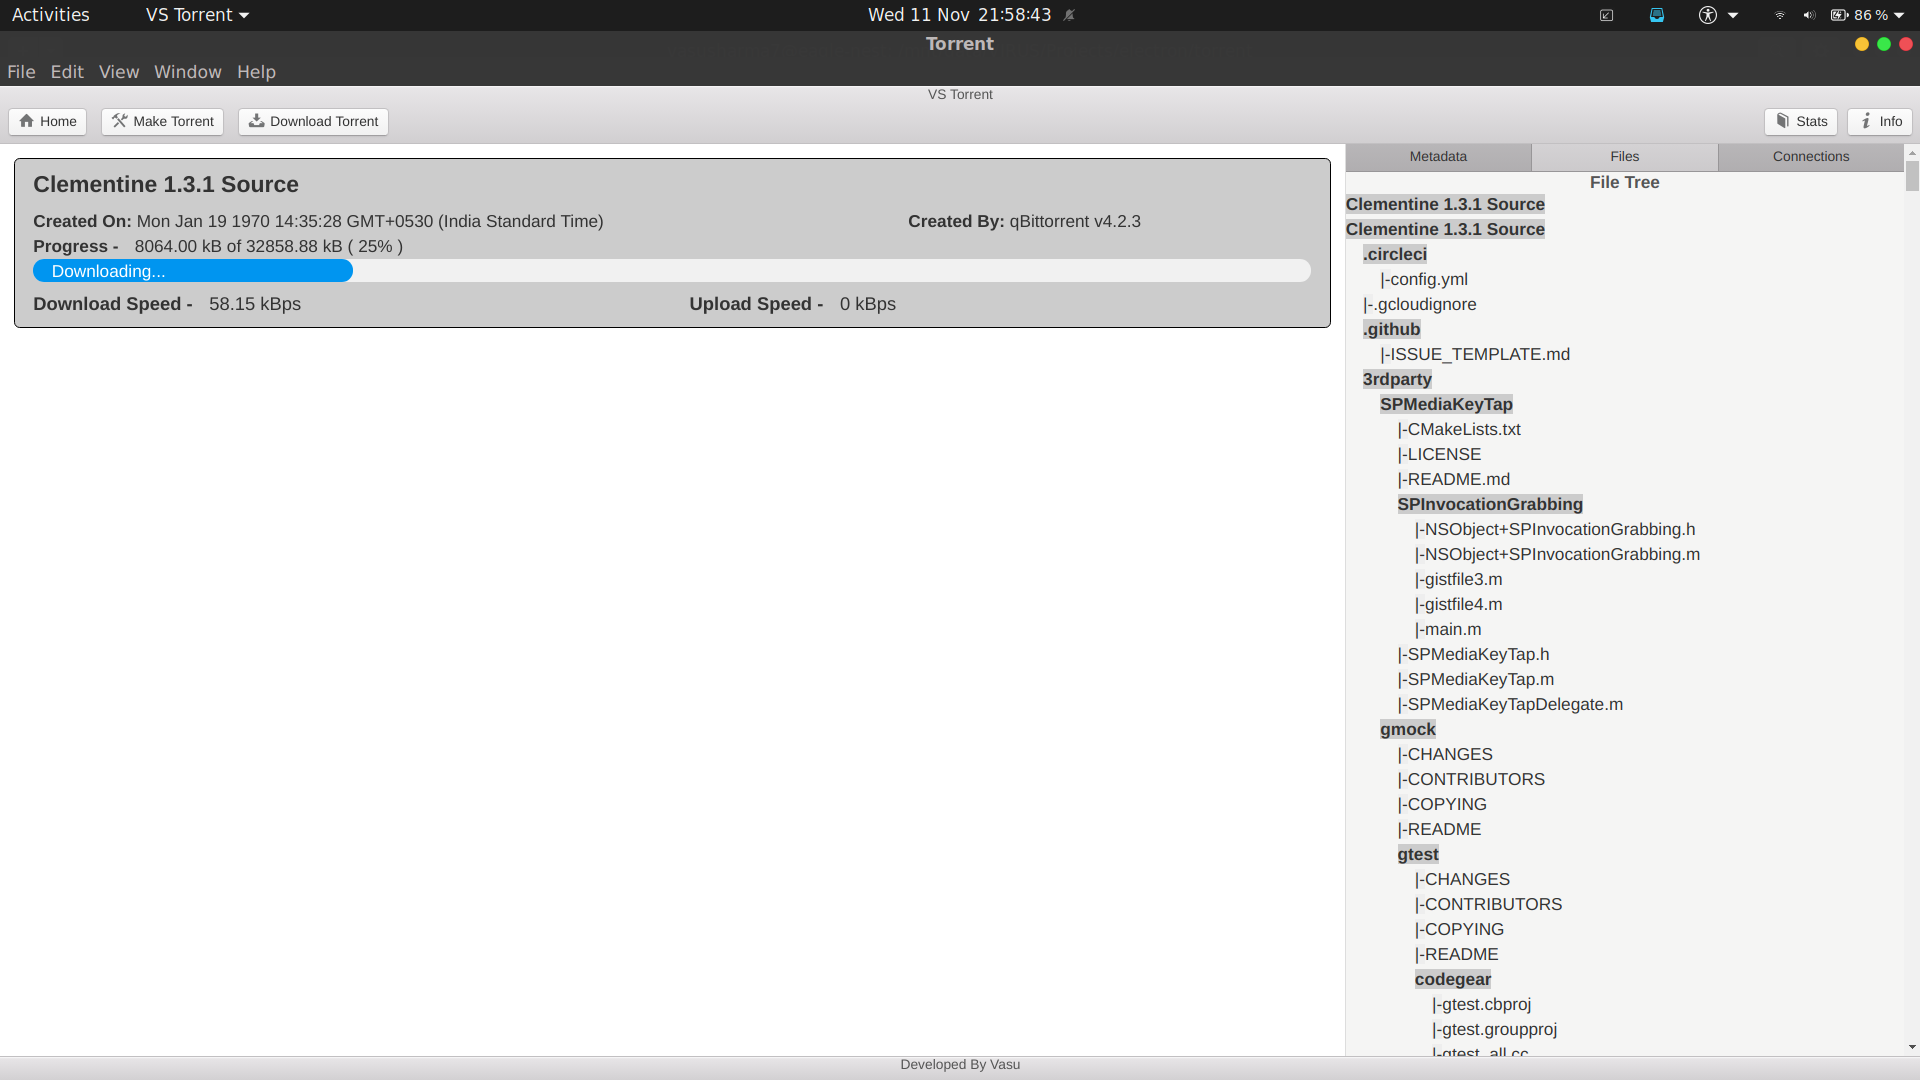 Activities VS Torrent Wed 11 Nov 21:58:43 86 %
Torrent
File Edit View Window Help
VS Torrent
Home Make Torrent Download Torrent Stats Info
Clementine 1.3.1 Source
Created On: Mon Jan 19 1970 14:35:28 GMT+0530 (India Standard Time) Created By: qBittorrent v4.2.3
Progress - 8064.00 kB of 32858.88 kB ( 25% )
Downloading...
Download Speed - 58.15 kBps Upload Speed - 0 kBps
Metadata Files Connections
File Tree
Clementine 1.3.1 Source
Clementine 1.3.1 Source
.circleci
|-config.yml
|-.gcloudignore
.github
|-ISSUE_TEMPLATE.md
3rdparty
SPMediaKeyTap
|-CMakeLists.txt
|-LICENSE
|-README.md
SPInvocationGrabbing
|-NSObject+SPInvocationGrabbing.h
|-NSObject+SPInvocationGrabbing.m
|-gistfile3.m
|-gistfile4.m
|-main.m
|-SPMediaKeyTap.h
|-SPMediaKeyTap.m
|-SPMediaKeyTapDelegate.m
gmock
|-CHANGES
|-CONTRIBUTORS
|-COPYING
|-README
gtest
|-CHANGES
|-CONTRIBUTORS
|-COPYING
|-README
codegear
|-gtest.cbproj
|-gtest.groupproj
|-gtest_all.cc
Developed By Vasu